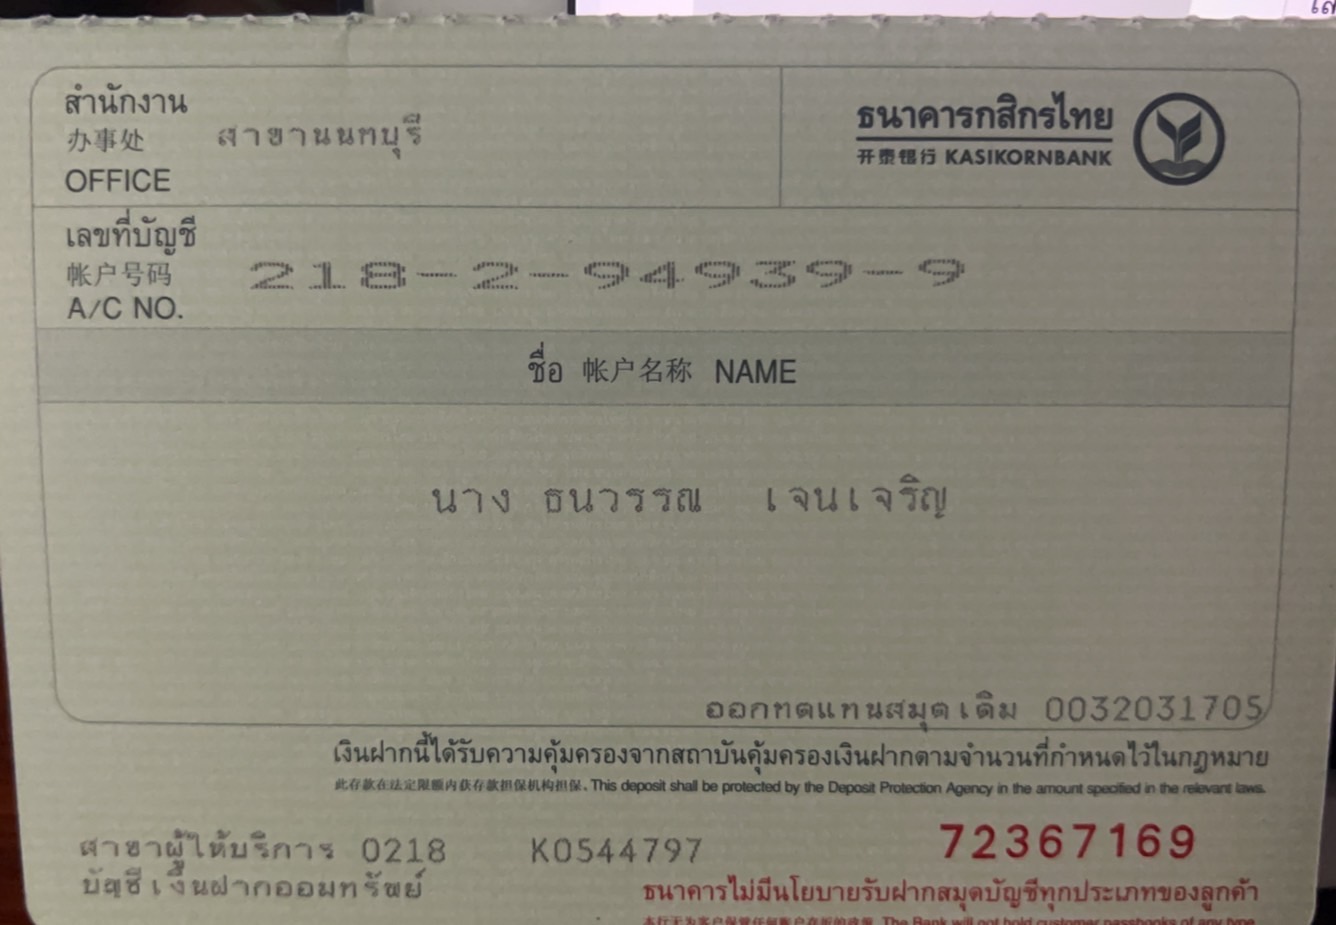 เส
สำนักงาน
办事处 สาขานนทบุรี
OFFICE
ธนาคารกสิกรไทย
开泰银行 KASIKORNBANK
เลขที่บัญชี
帐户号码 218-2-94939-9
A/C NO.
ชื่อ 帐户名称 NAME
นาง ธนวรรณ เจนเจริญ
ออกทดแทนสมุดเดิม 0032031705
เงินฝากนี้ได้รับความคุ้มครองจากสถาบันคุ้มครองเงินฝากตามจำนวนที่กำหนดไว้ในกฎหมาย
此存款在法定限额内获存款担保机构担保。This deposit shall be protected by the Deposit Protection Agency in the amount specified in the relevant laws.
สาขาผู้ให้บริการ 0218 K0544797 72367169
บัญชีเงินฝากออมทรัพย์
ธนาคารไม่มีนโยบายรับฝากสมุดบัญชีทุกประเภทของลูกค้า
The Bank will not hold customer passbooks of any type